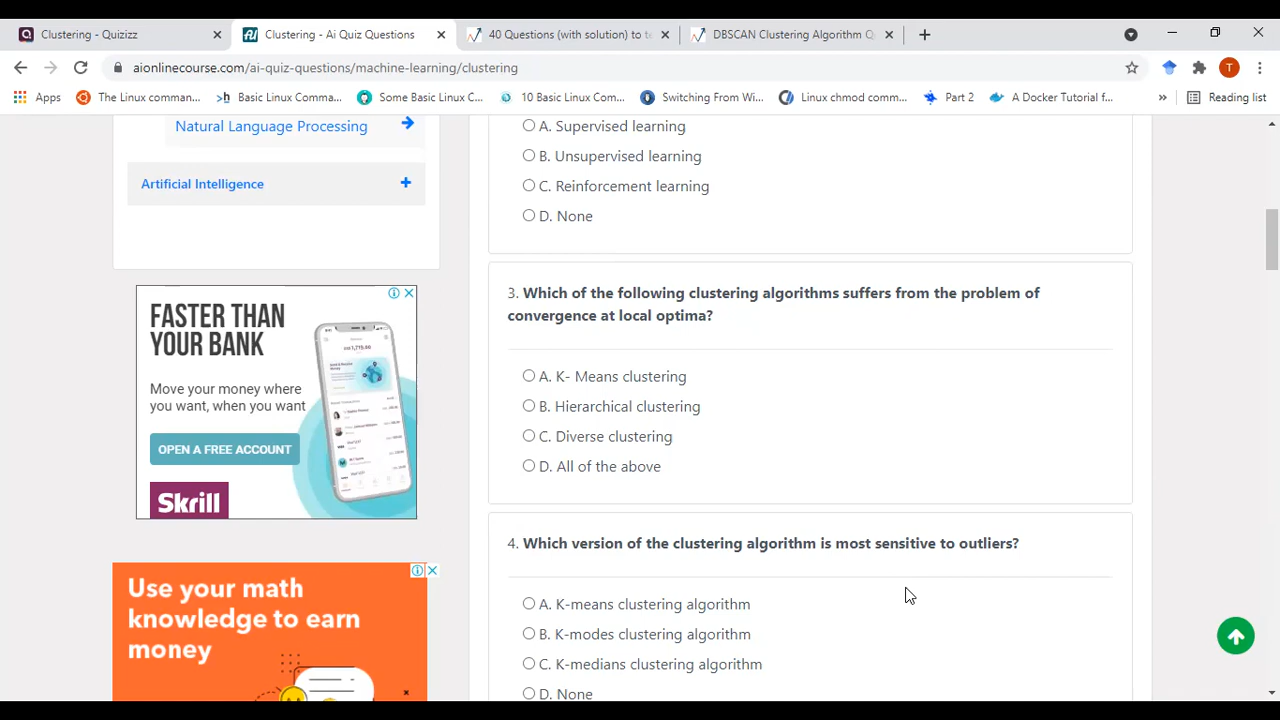 Clustering - Quizizz
Clustering - Ai Quiz Questions
40 Questions (with solution) to te
DBSCAN Clustering Algorithm Q
aionlinecourse.com/ai-quiz-questions/machine-learning/clustering
T
Apps
The Linux comman...
Basic Linux Comma...
Some Basic Linux C...
10 Basic Linux Com...
Switching From Wi...
Linux chmod comm...
Part 2
A Docker Tutorial f...
»
Reading list
Natural Language Processing
Artificial Intelligence
FASTER THAN
YOUR BANK
Move your money where
you want, when you want
OPEN A FREE ACCOUNT
Skrill
Use your math
knowledge to earn
money
A. Supervised learning
B. Unsupervised learning
C. Reinforcement learning
D. None
3. Which of the following clustering algorithms suffers from the problem of
convergence at local optima?
A. K- Means clustering
B. Hierarchical clustering
C. Diverse clustering
D. All of the above
4. Which version of the clustering algorithm is most sensitive to outliers?
A. K-means clustering algorithm
B. K-modes clustering algorithm
C. K-medians clustering algorithm
D. None